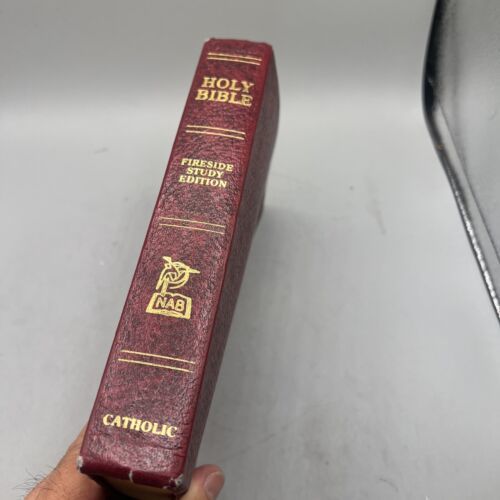 HOLY
BIBLE
FIRESIDE
STUDY
EDITION
NAB
CATHOLIC